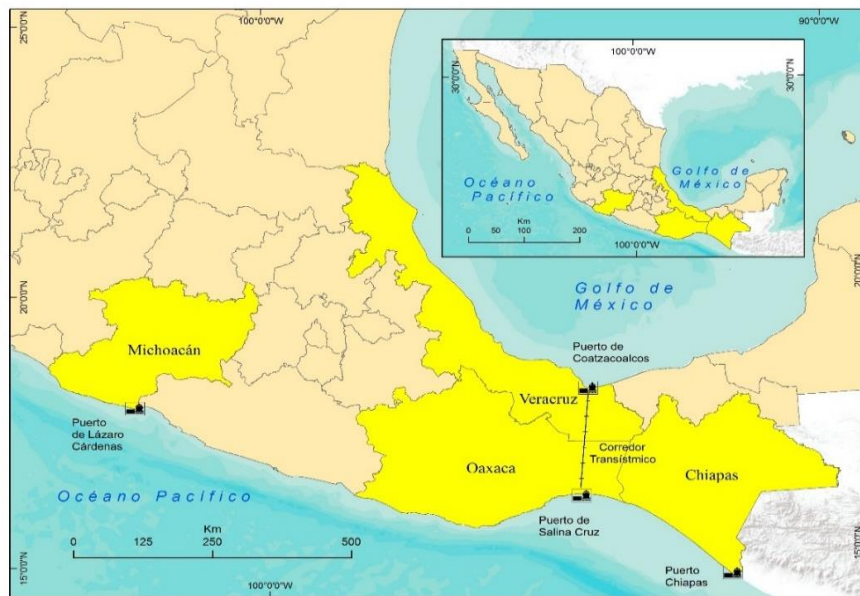 100°0'0"W
90°0'0"W
25°0'0"N
100°0'0"W
30°0'0"N
30°0'0"N
Océano
Pacífico
Golfo de
México
Km
0 50 100 200
100°0'0"W
20°0'0"N
20°0'0"N
Golfo de
México
Michoacán
Puerto de
Coatzacoalcos
Veracruz
Puerto
de Lázaro
Cárdenas
Corredor
Transístmico
Oaxaca
Chiapas
Océano Pacífico
Puerto de
Salina Cruz
Km
0 125 250 500
Puerto
Chiapas
15°0'0"N
15°0'0"N
100°0'0"W